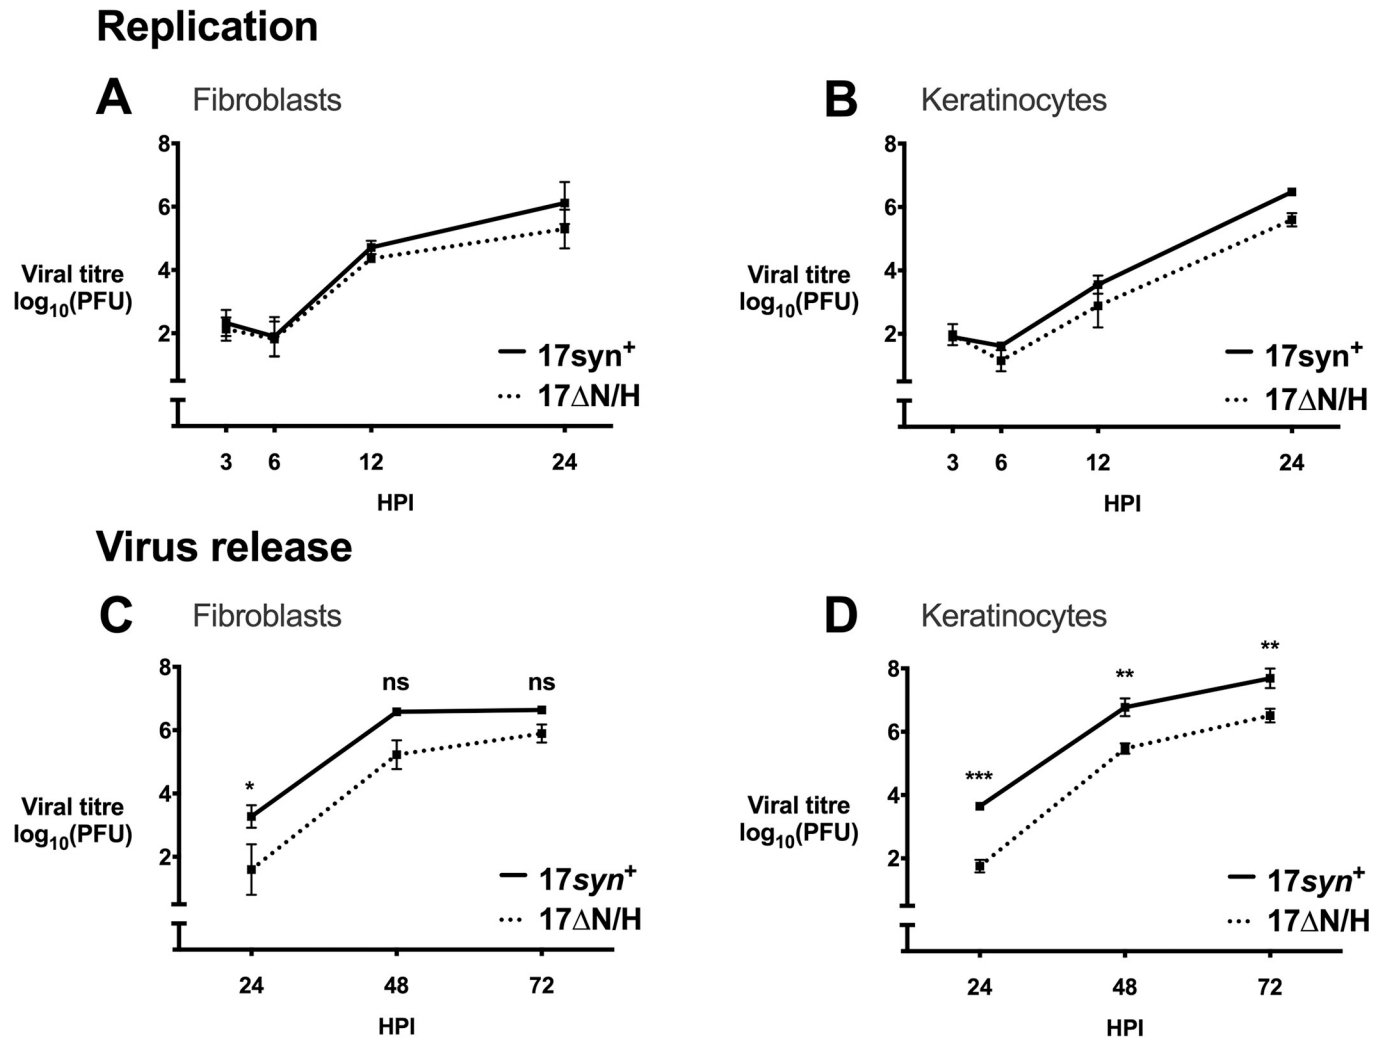 Replication
A Fibroblasts
8
6
4
2
Viral titre
log10(PFU)
17syn+
17ΔN/H
3 6 12 24
HPI
B Keratinocytes
8
6
4
2
Viral titre
log10(PFU)
17syn+
17ΔN/H
3 6 12 24
HPI
Virus release
C Fibroblasts
8
6
4
2
Viral titre
log10(PFU)
* ns ns
17syn+
17ΔN/H
24 48 72
HPI
D Keratinocytes
8
6
4
2
Viral titre
log10(PFU)
*** ** **
17syn+
17ΔN/H
24 48 72
HPI